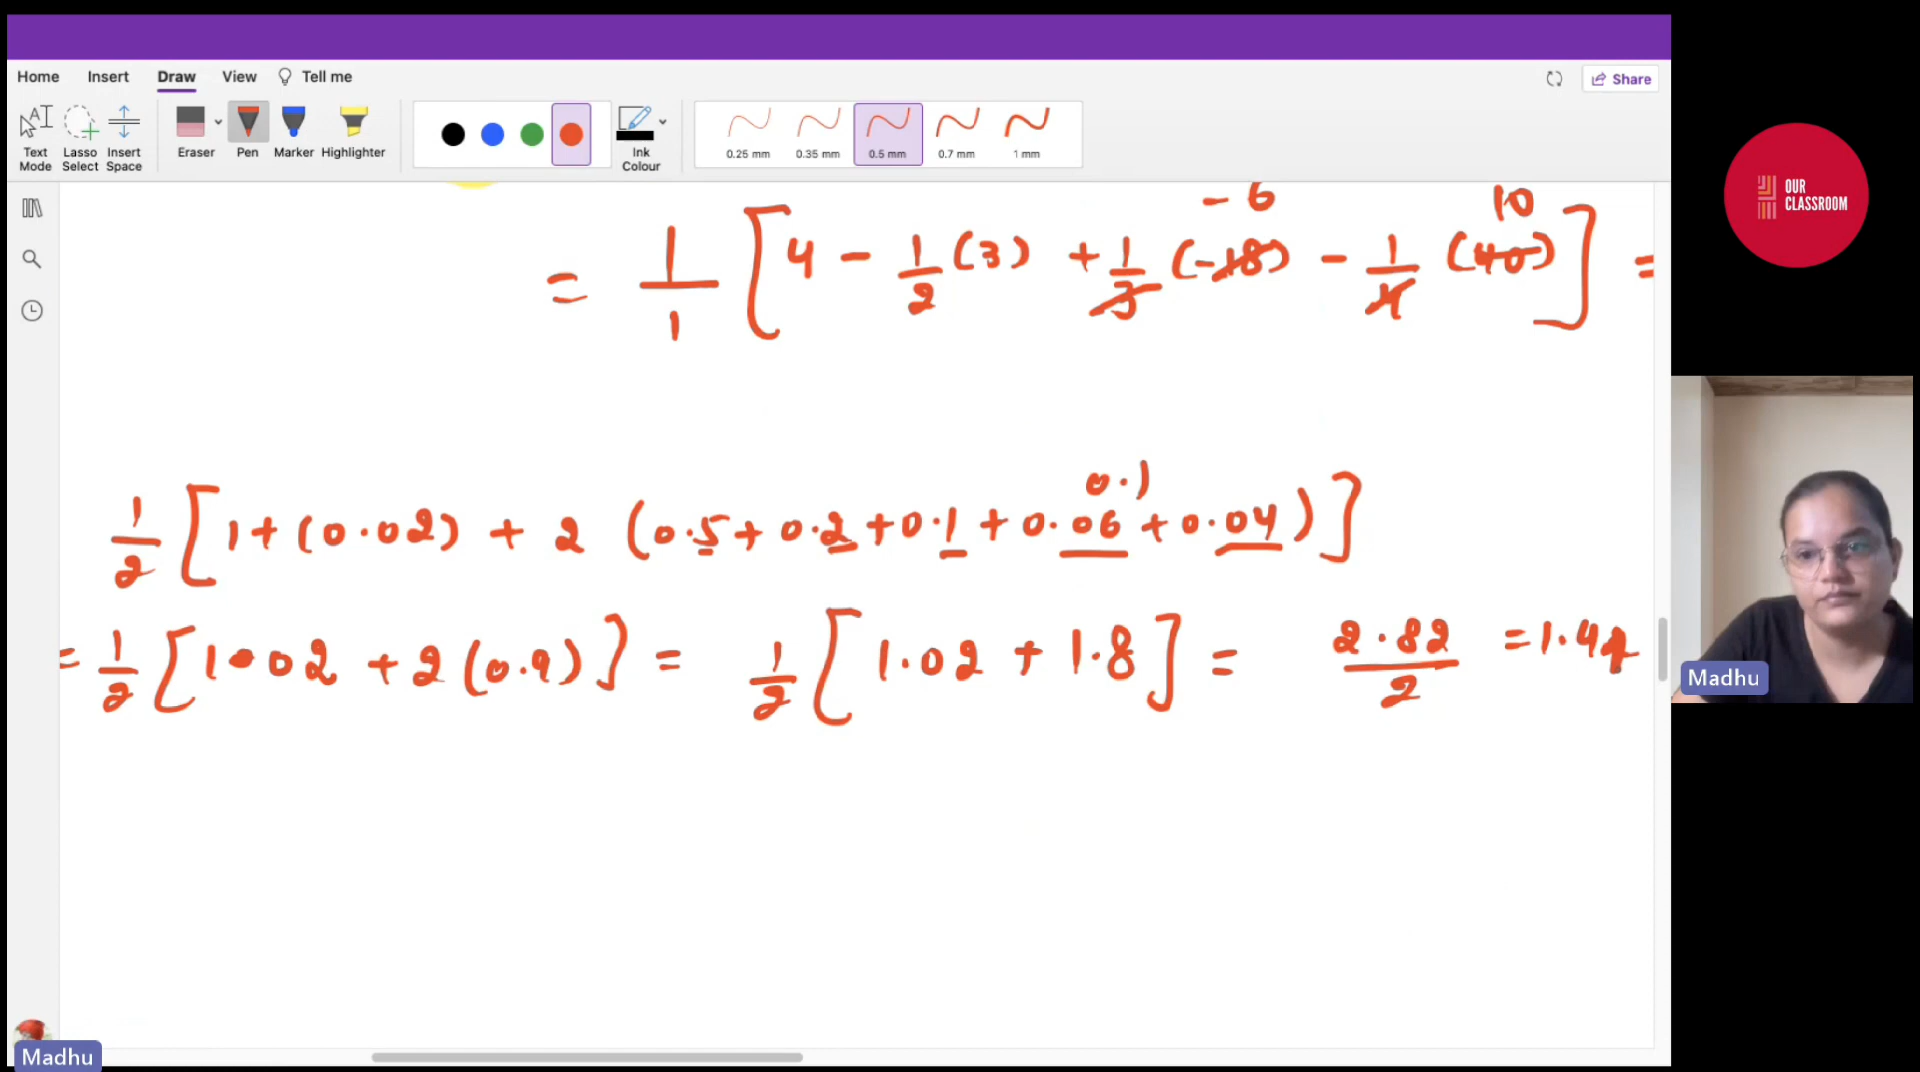 Home Insert Draw View Tell me Share
Text Mode Lasso Select Insert Space Eraser Pen Marker Highlighter Ink Colour 0.25 mm 0.35 mm 0.5 mm 0.7 mm 1 mm
OUR CLASSROOM
- 6 10
= 1/1 [4 - 1/2 (3) + 1/3 (-18) - 1/4 (40)] =
0.1
1/2 [1 + (0.02) + 2 (0.5 + 0.2 + 0.1 + 0.06 + 0.04)]
= 1/2 [1.02 + 2 (0.9)] = 1/2 [1.02 + 1.8] = 2.82/2 = 1.4
Madhu
Madhu